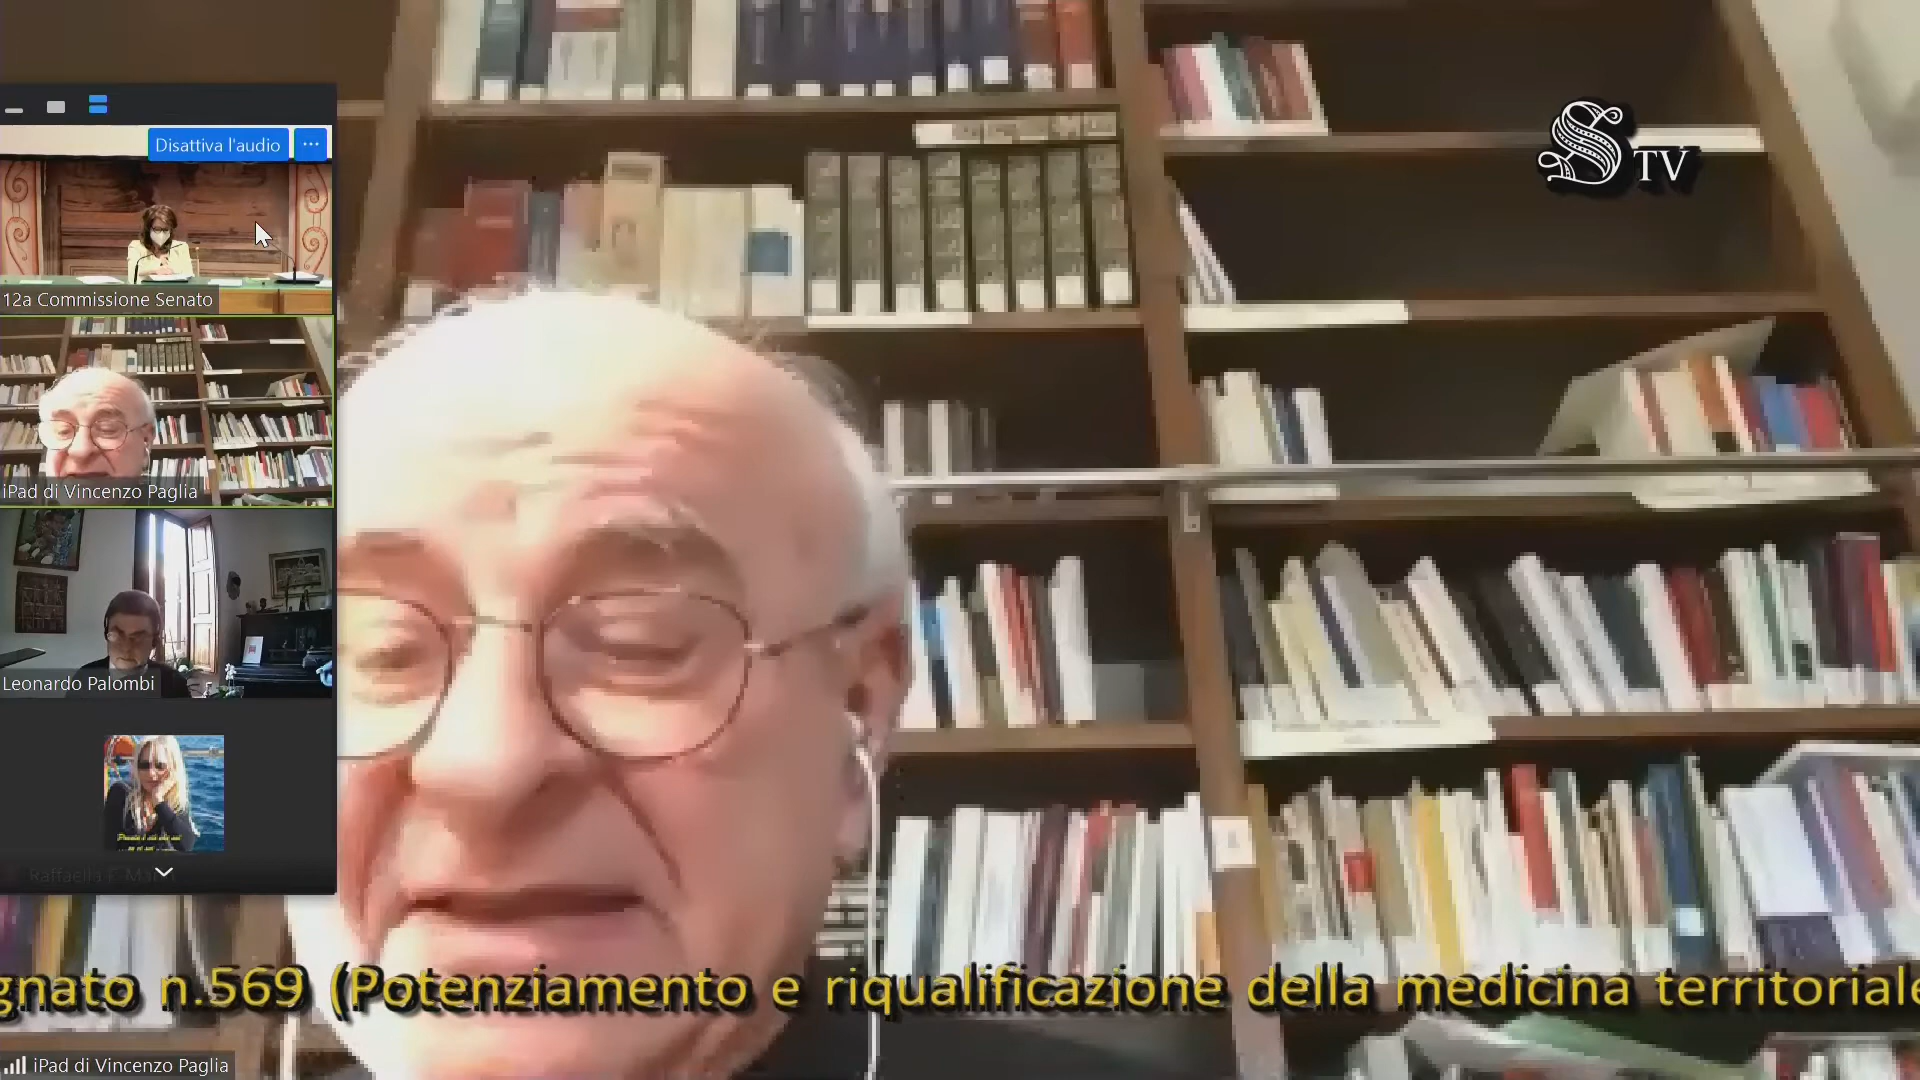 Disattiva l'audio
12a Commissione Senato
iPad di Vincenzo Paglia
Leonardo Palombi
TV
gnato n.569 (Potenziamento e riqualificazione della medicina territoriale
iPad di Vincenzo Paglia